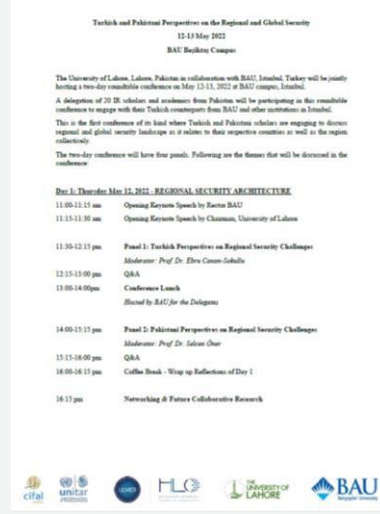 Turkish and Pakistani Perspectives on the Regional and Global Security
12-13 May 2022
BAU Beşiktaş Campus
The University of Lahore, Lahore, Pakistan in collaboration with BAU, Istanbul, Turkey will be jointly
hosting a two-day roundtable conference on May 12-13, 2022 at BAU campus, Istanbul.
A delegation of 20 IR scholars and academics from Pakistan will be participating in this roundtable
conference to engage with their Turkish counterparts from BAU and other institutions in Istanbul.
This is the first conference of its kind where Turkish and Pakistani scholars are engaging to discuss
regional and global security landscape as it relates to their respective countries as well as the region
collectively.
The two-day conference will have four panels. Following are the themes that will be discussed in the
conference:
Day 1: Thursday May 12, 2022 - REGIONAL SECURITY ARCHITECTURE
11:00-11:15 am Opening Keynote Speech by Rector BAU
11:15-11:30 am Opening Keynote Speech by Chairman, University of Lahore
11:30-12:15 pm Panel 1: Turkish Perspectives on Regional Security Challenges
Moderator: Prof. Dr. Ebru Canan-Sokullu
12:15-13:00 pm Q&A
13:00-14:00pm Conference Lunch
Hosted by BAU for the Delegates
14:00-15:15 pm Panel 2: Pakistani Perspectives on Regional Security Challenges
Moderator: Prof. Dr. Selcen Öner
15:15-16:00 pm Q&A
16:00-16:15 pm Coffee Break - Wrap up Reflections of Day 1
16:15 pm Networking & Future Collaborative Research
cifal
unitar
HLC
THE UNIVERSITY OF LAHORE
BAU